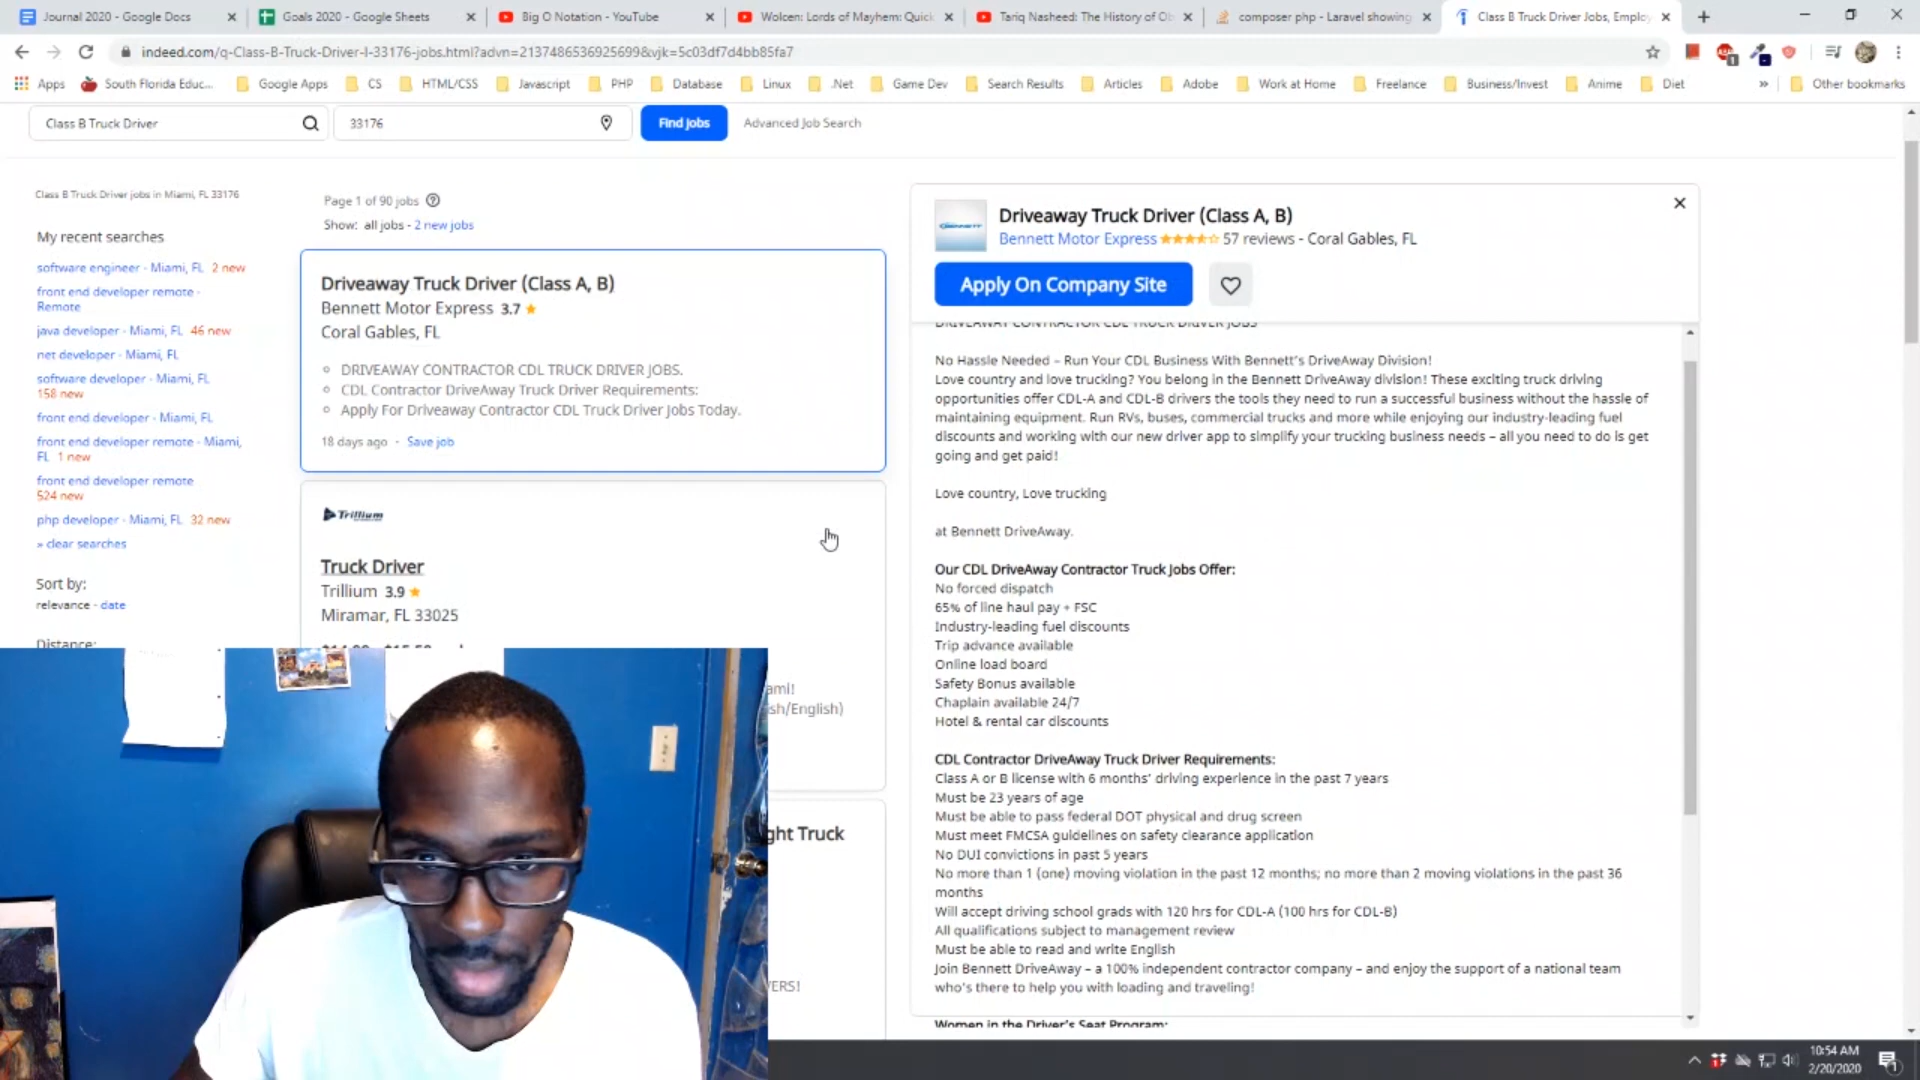 Journal 2020 - Google Docs
Goals 2020 - Google Sheets
Big O Notation - YouTube
Wolcen: Lords of Mayhem: Quick
Tariq Nasheed: The History of Ob
composer php - Laravel showing
Class B Truck Driver Jobs, Employ
indeed.com/q-Class-B-Truck-Driver-l-33176-jobs.html?advn=2137486536925699&vjk=5c03df7d4bb85fa7
Apps
South Florida Educ...
Google Apps
CS
HTML/CSS
Javascript
PHP
Database
Linux
.Net
Game Dev
Search Results
Articles
Adobe
Work at Home
Freelance
Business/Invest
Anime
Diet
»
Other bookmarks
Class B Truck Driver
33176
Find Jobs
Advanced Job Search
Class B Truck Driver jobs in Miami, FL 33176
My recent searches
software engineer - Miami, FL 2 new
front end developer remote -
Remote
java developer - Miami, FL 46 new
net developer - Miami, FL
software developer - Miami, FL
158 new
front end developer - Miami, FL
front end developer remote - Miami,
FL 1 new
front end developer remote
524 new
php developer - Miami, FL 32 new
» clear searches
Sort by:
relevance - date
Distance:
Page 1 of 90 jobs
Show: all jobs - 2 new jobs
Driveaway Truck Driver (Class A, B)
Bennett Motor Express 3.7
Coral Gables, FL
DRIVEAWAY CONTRACTOR CDL TRUCK DRIVER JOBS.
CDL Contractor DriveAway Truck Driver Requirements:
Apply For Driveaway Contractor CDL Truck Driver Jobs Today.
18 days ago - Save job
Trillium
Truck Driver
Trillium 3.9
Miramar, FL 33025
ami!
sh/English)
ght Truck
ERS!
BENNETT
Driveaway Truck Driver (Class A, B)
Bennett Motor Express 57 reviews - Coral Gables, FL
Apply On Company Site
DRIVEAWAY CONTRACTOR CDL TRUCK DRIVER JOBS
No Hassle Needed – Run Your CDL Business With Bennett's DriveAway Division!
Love country and love trucking? You belong in the Bennett DriveAway division! These exciting truck driving
opportunities offer CDL-A and CDL-B drivers the tools they need to run a successful business without the hassle of
maintaining equipment. Run RVs, buses, commercial trucks and more while enjoying our industry-leading fuel
discounts and working with our new driver app to simplify your trucking business needs – all you need to do is get
going and get paid!
Love country, Love trucking
at Bennett DriveAway.
Our CDL DriveAway Contractor Truck Jobs Offer:
No forced dispatch
65% of line haul pay + FSC
Industry-leading fuel discounts
Trip advance available
Online load board
Safety Bonus available
Chaplain available 24/7
Hotel & rental car discounts
CDL Contractor DriveAway Truck Driver Requirements:
Class A or B license with 6 months' driving experience in the past 7 years
Must be 23 years of age
Must be able to pass federal DOT physical and drug screen
Must meet FMCSA guidelines on safety clearance application
No DUI convictions in past 5 years
No more than 1 (one) moving violation in the past 12 months; no more than 2 moving violations in the past 36
months
Will accept driving school grads with 120 hrs for CDL-A (100 hrs for CDL-B)
All qualifications subject to management review
Must be able to read and write English
Join Bennett DriveAway – a 100% independent contractor company – and enjoy the support of a national team
who's there to help you with loading and traveling!
Women in the Driver's Seat Program:
10:54 AM
2/20/2020